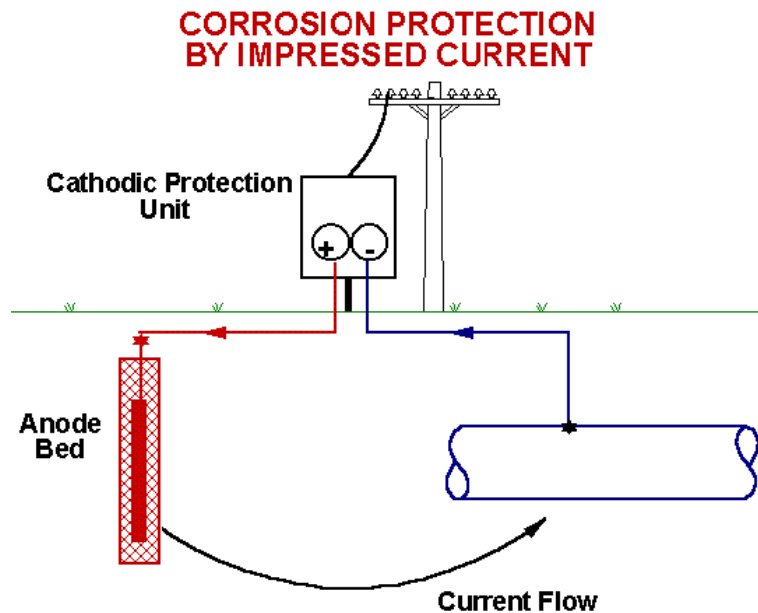 CORROSION PROTECTION
BY IMPRESSED CURRENT
Cathodic Protection
Unit
+ -
Anode
Bed
Current Flow